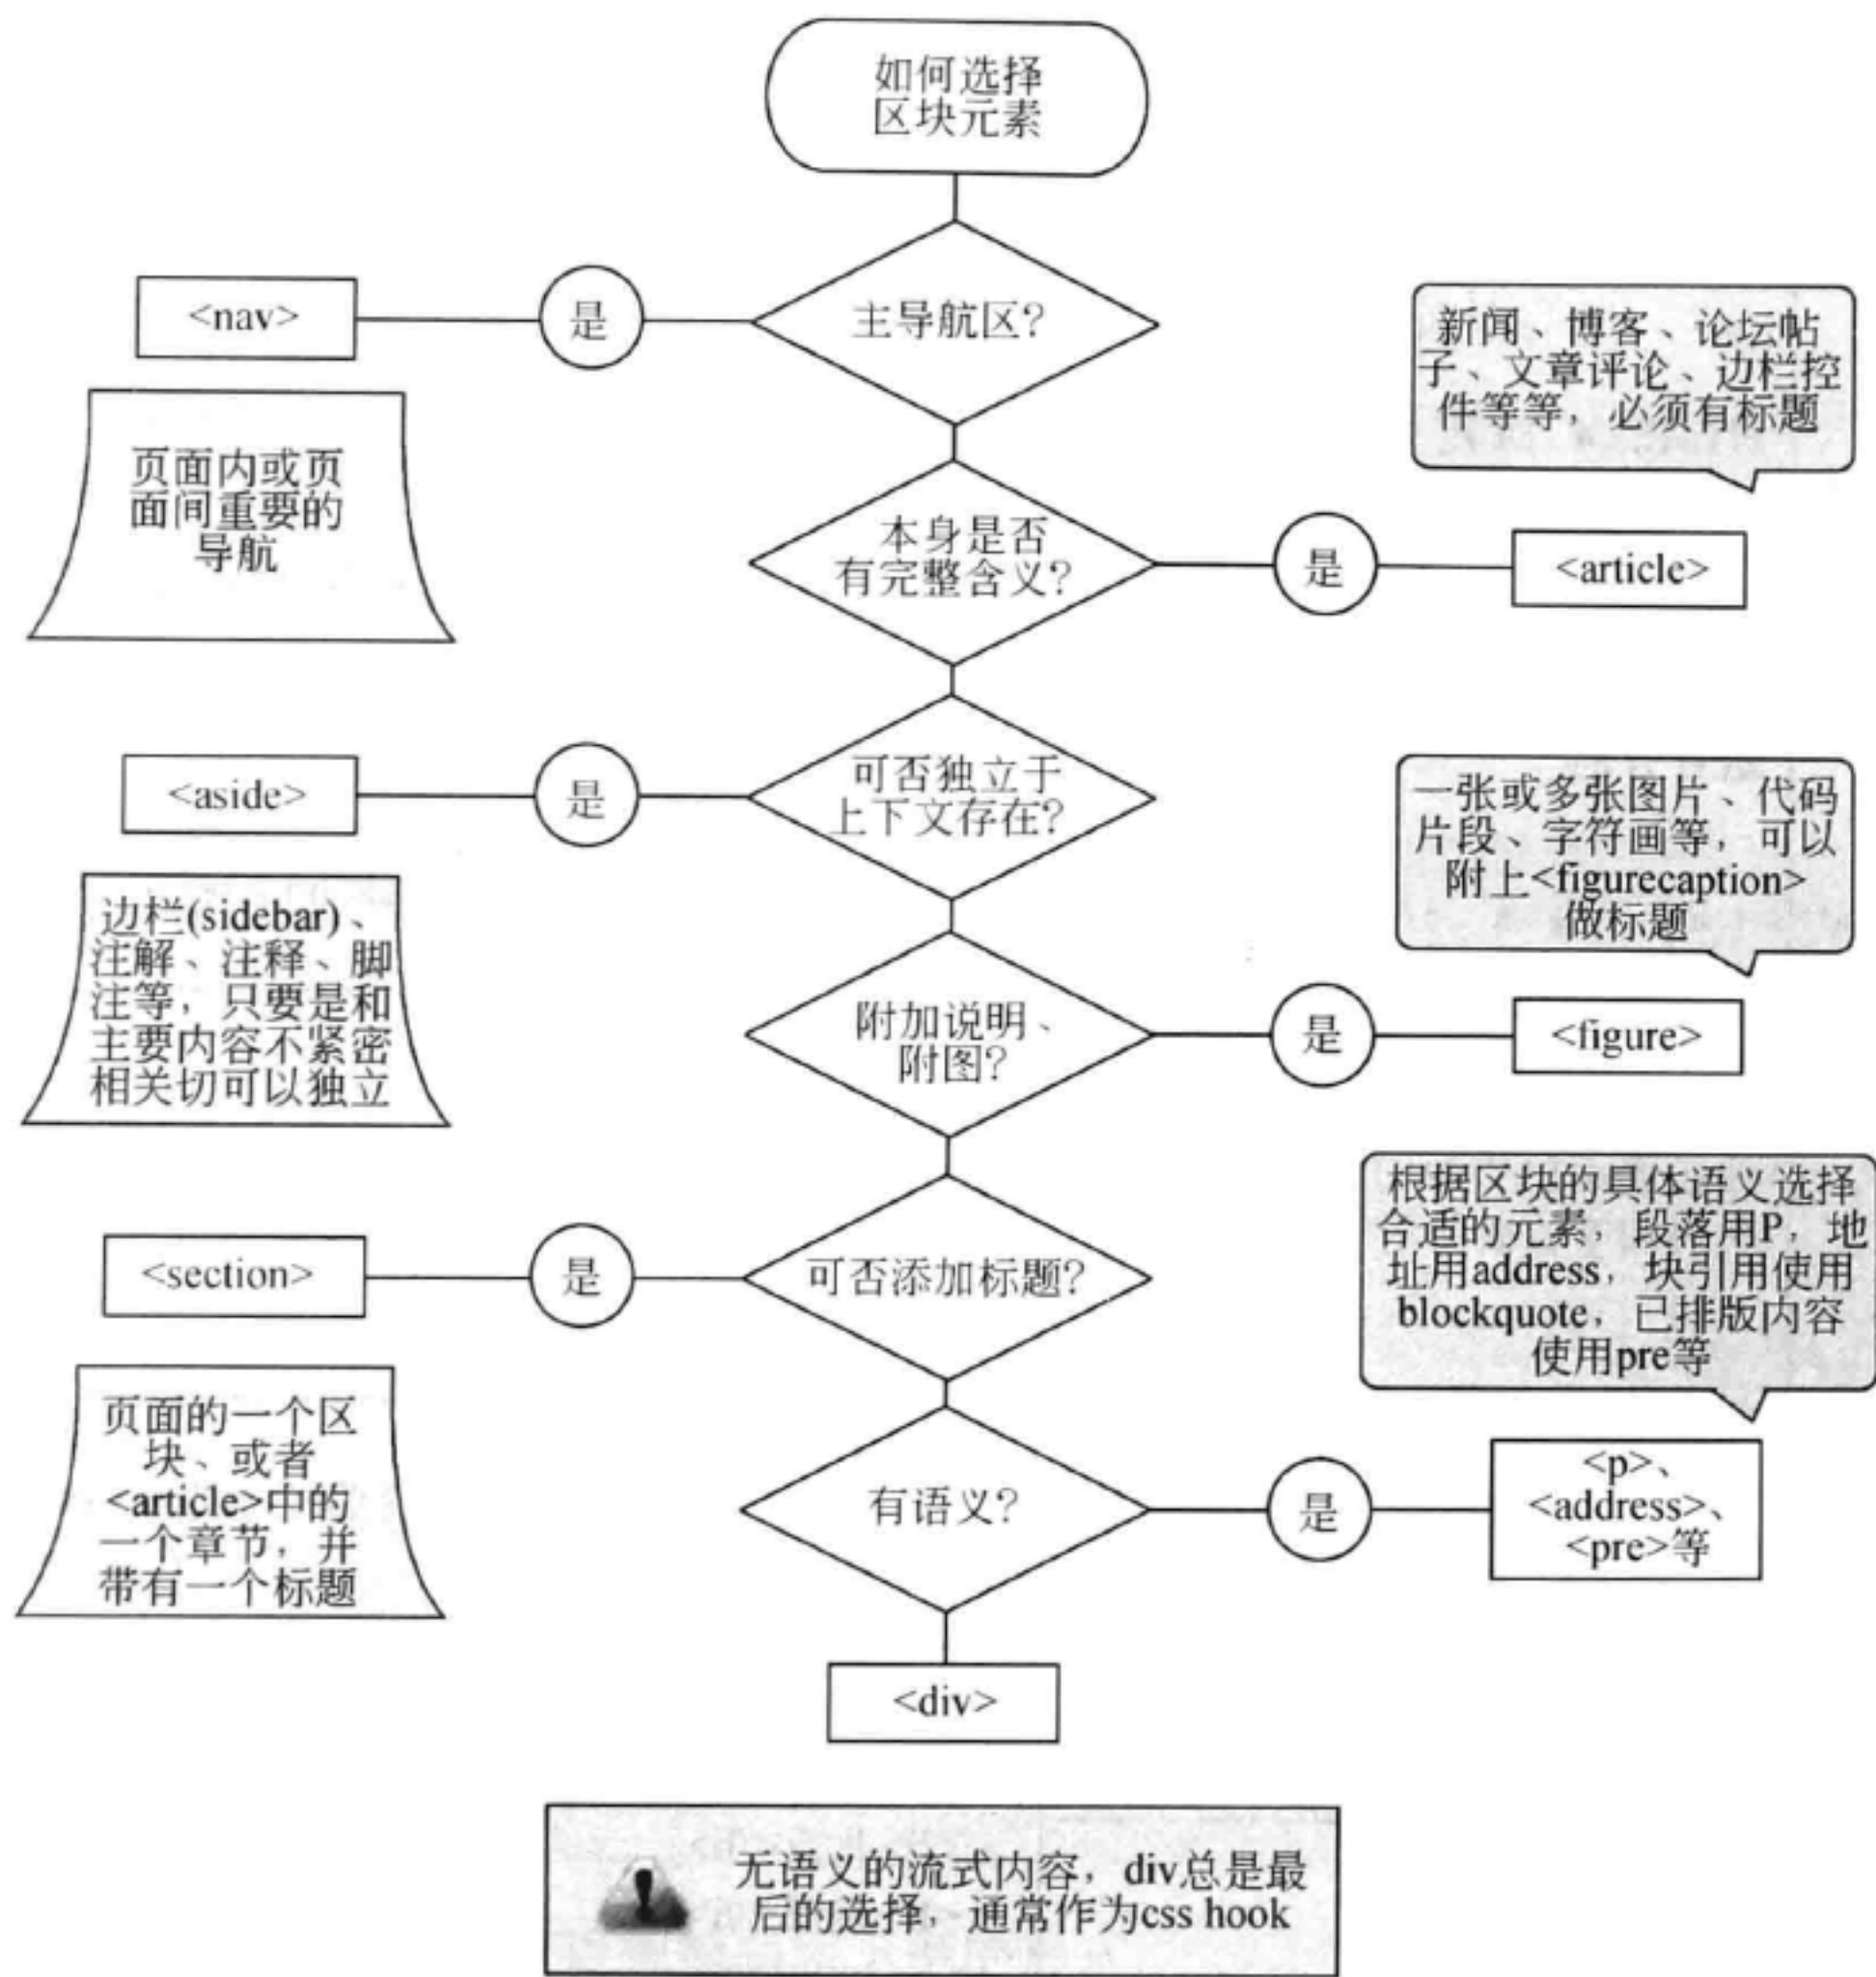 如何选择
区块元素
主导航区？
是
<nav>
页面内或页
面间重要的
导航
本身是否
有完整含义？
是
<article>
新闻、博客、论坛帖
子、文章评论、边栏控
件等等，必须有标题
可否独立于
上下文存在？
是
<aside>
边栏(sidebar)、
注解、注释、脚
注等，只要是和
主要内容不紧密
相关切可以独立
附加说明、
附图？
是
<figure>
一张或多张图片、代码
片段、字符画等，可以
附上<figurecaption>
做标题
可否添加标题？
是
<section>
页面的一个区
块、或者
<article>中的
一个章节，并
带有一个标题
有语义？
是
<p>、
<address>、
<pre>等
根据区块的具体语义选择
合适的元素，段落用P，地
址用address，块引用使用
blockquote，已排版内容
使用pre等
<div>
无语义的流式内容，div总是最
后的选择，通常作为css hook